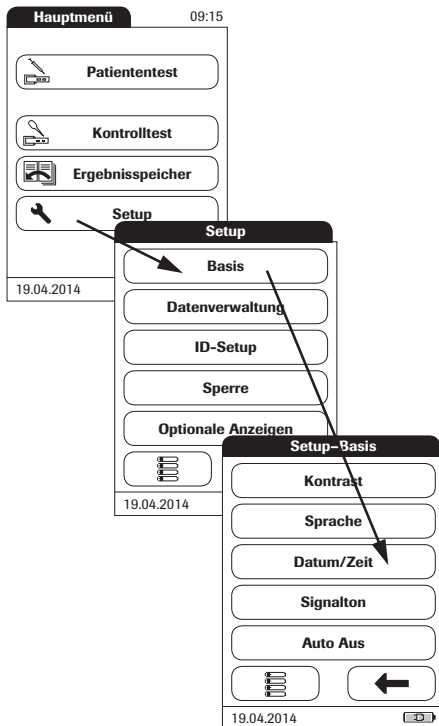 Hauptmenü 09:15
Patiententest
Kontrolltest
Ergebnisspeicher
Setup
19.04.2014
Setup
Basis
Datenverwaltung
ID-Setup
Sperre
Optionale Anzeigen
19.04.2014
Setup-Basis
Kontrast
Sprache
Datum/Zeit
Signalton
Auto Aus
19.04.2014